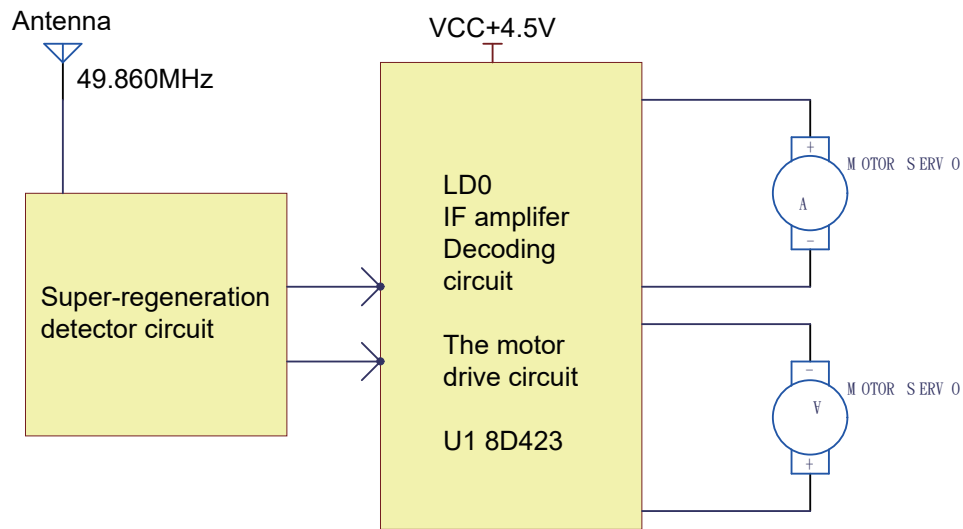 Antenna
49.860MHz
VCC+4.5V
Super-regeneration
detector circuit
LD0
IF amplifer
Decoding
circuit
The motor
drive circuit
U1 8D423
+
MOTOR SERVO
A
-
-
MOTOR SERVO
A
+